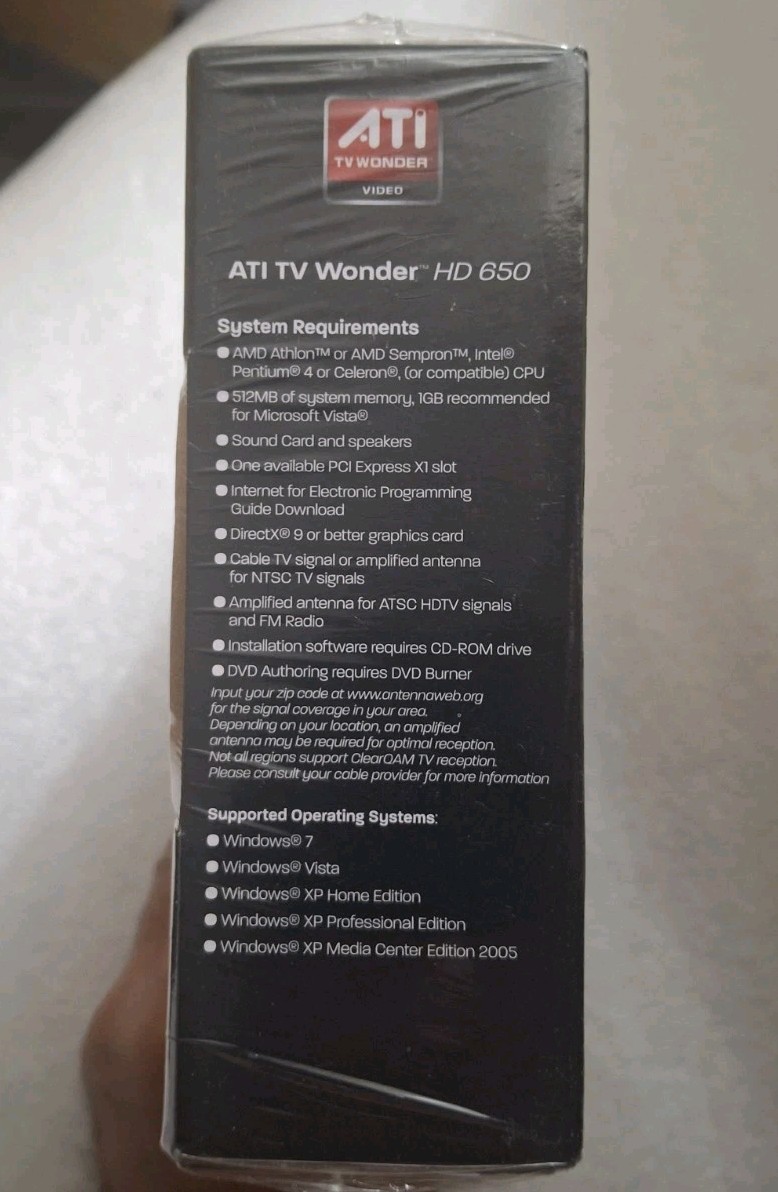 ATI
TV WONDER
VIDEO
ATI TV Wonder™ HD 650
System Requirements
● AMD Athlon™ or AMD Sempron™, Intel®
Pentium® 4 or Celeron®, (or compatible) CPU
● 512MB of system memory, 1GB recommended
for Microsoft Vista®
● Sound Card and speakers
● One available PCI Express X1 slot
● Internet for Electronic Programming
Guide Download
● DirectX® 9 or better graphics card
● Cable TV signal or amplified antenna
for NTSC TV signals
● Amplified antenna for ATSC HDTV signals
and FM Radio
● Installation software requires CD-ROM drive
● DVD Authoring requires DVD Burner
Input your zip code at www.antennaweb.org
for the signal coverage in your area.
Depending on your location, an amplified
antenna may be required for optimal reception.
Not all regions support ClearQAM TV reception.
Please consult your cable provider for more information
Supported Operating Systems:
● Windows® 7
● Windows® Vista
● Windows® XP Home Edition
● Windows® XP Professional Edition
● Windows® XP Media Center Edition 2005